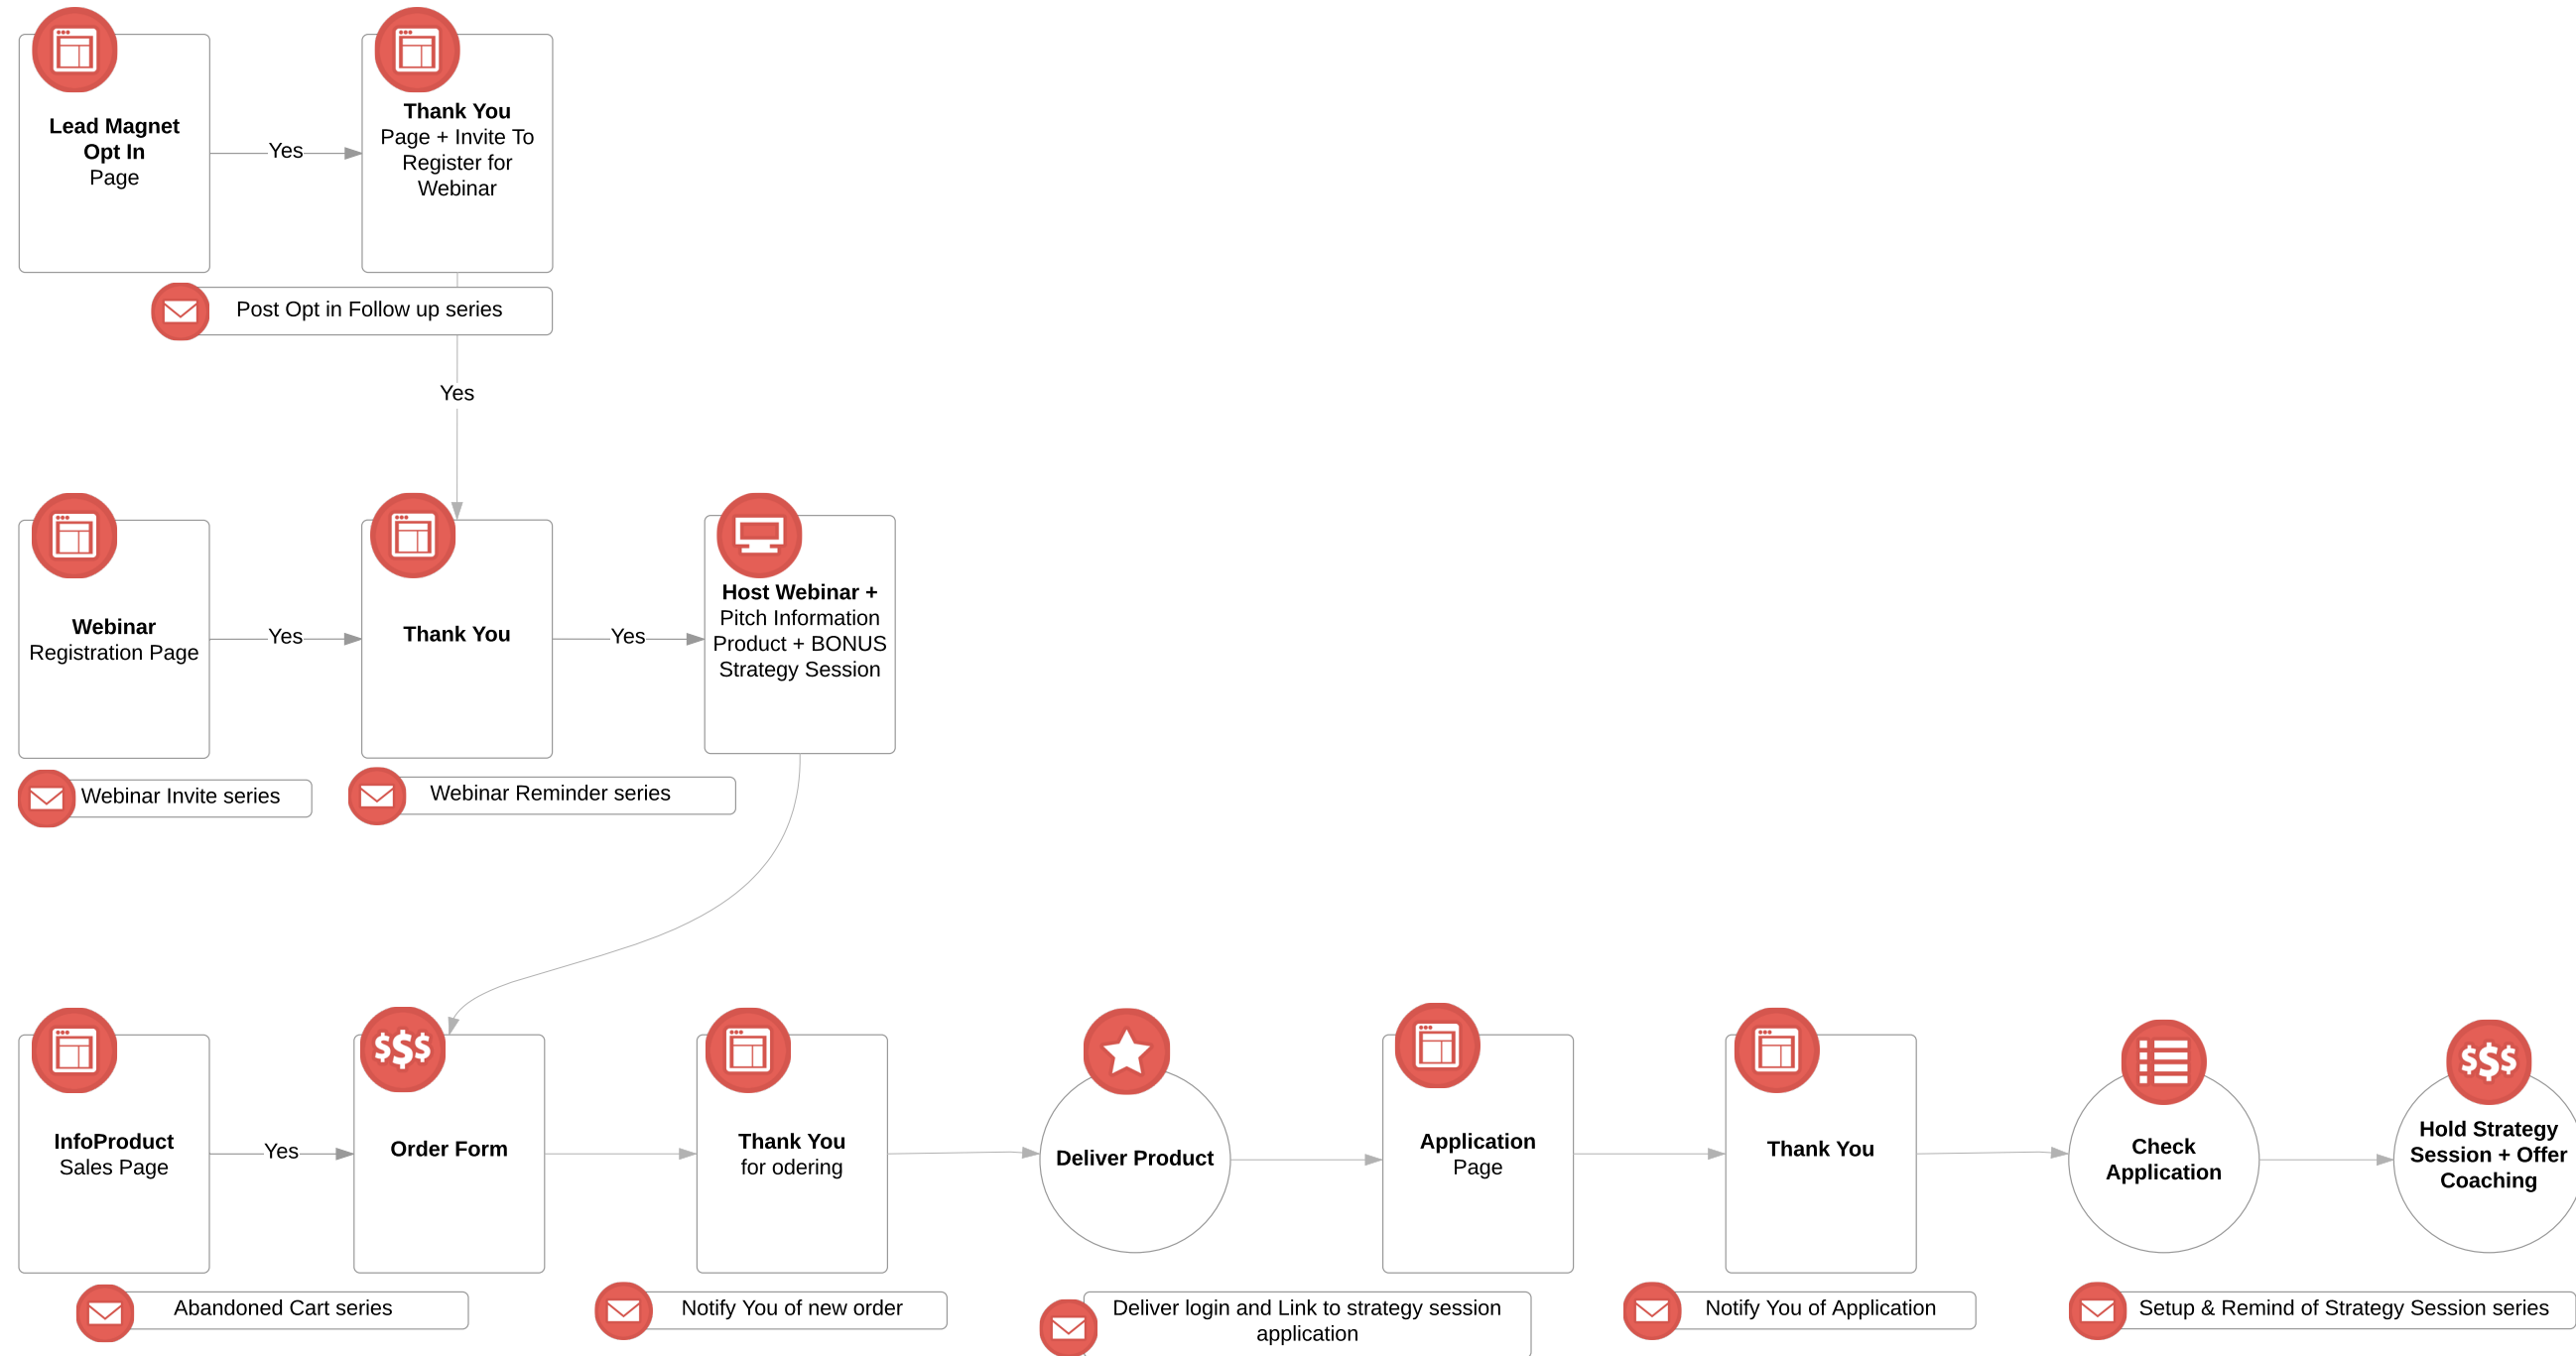 Lead Magnet
Opt In
Page
Yes
Thank You
Page + Invite To
Register for
Webinar
Post Opt in Follow up series
Yes
Webinar
Registration Page
Yes
Thank You
Yes
Host Webinar +
Pitch Information
Product + BONUS
Strategy Session
Webinar Invite series
Webinar Reminder series
InfoProduct
Sales Page
Yes
$$$
Order Form
Thank You
for odering
Deliver Product
Application
Page
Thank You
Check
Application
$$$
Hold Strategy
Session + Offer
Coaching
Abandoned Cart series
Notify You of new order
Deliver login and Link to strategy session
application
Notify You of Application
Setup & Remind of Strategy Session series